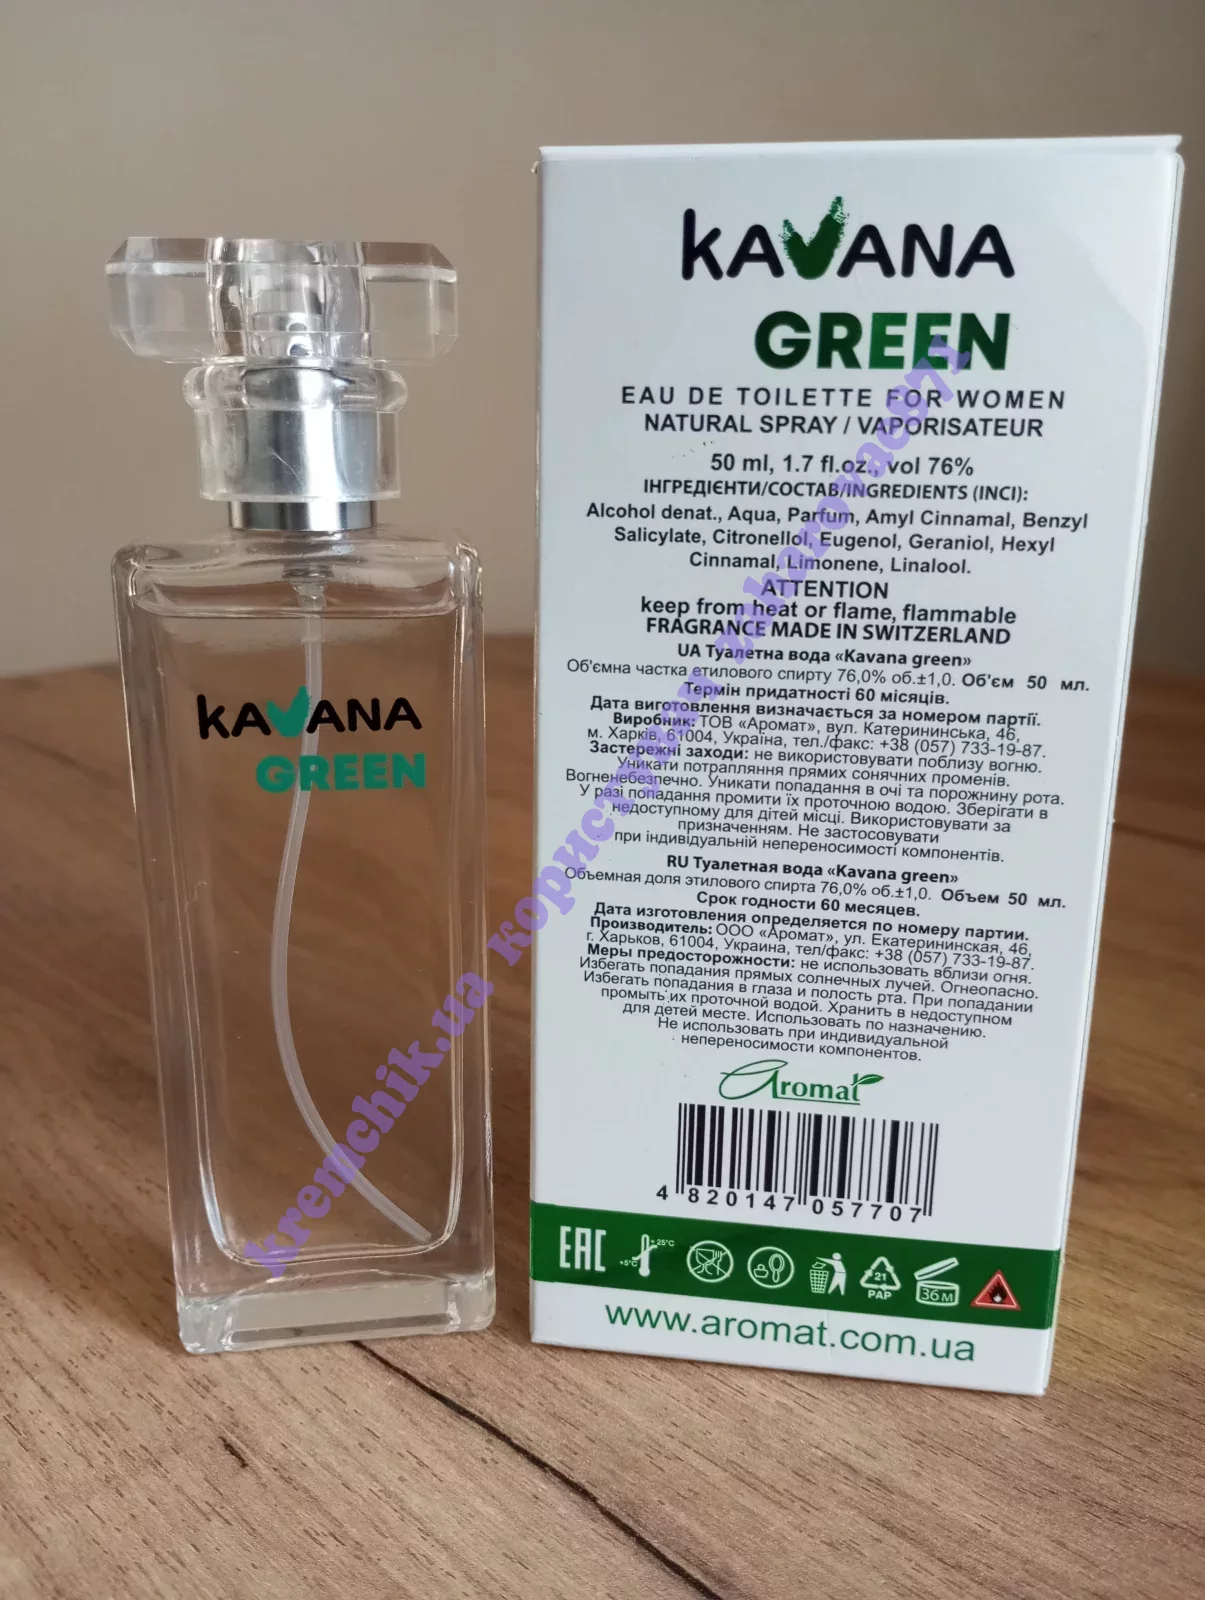 KAVANA
GREEN
KAVANA
GREEN
EAU DE TOILETTE FOR WOMEN
NATURAL SPRAY / VAPORISATEUR
50 ml, 1.7 fl.oz., vol 76%
ІНГРЕДІЄНТИ/СОСТАВ/INGREDIENTS (INCI):
Alcohol denat., Aqua, Parfum, Amyl Cinnamal, Benzyl
Salicylate, Citronellol, Eugenol, Geraniol, Hexyl
Cinnamal, Limonene, Linalool.
ATTENTION
keep from heat or flame, flammable
FRAGRANCE MADE IN SWITZERLAND
UA Туалетна вода «Kavana green»
Об'ємна частка етилового спирту 76,0% об.±1,0. Об'єм 50 мл.
Термін придатності 60 місяців.
Дата виготовлення визначається за номером партії.
Виробник: ТОВ «Аромат», вул. Катерининська, 46,
м. Харків, 61004, Україна, тел./факс: +38 (057) 733-19-87.
Застережні заходи: не використовувати поблизу вогню.
Уникати потрапляння прямих сонячних променів.
Вогненебезпечно. Уникати попадання в очі та порожнину рота.
У разі попадання промити їх проточною водою. Зберігати в
недоступному для дітей місці. Використовувати за
призначенням. Не застосовувати
при індивідуальній непереносимості компонентів.
RU Туалетная вода «Kavana green»
Объемная доля этилового спирта 76,0% об.±1,0. Объем 50 мл.
Срок годности 60 месяцев.
Дата изготовления определяется по номеру партии.
Производитель: ООО «Аромат», ул. Екатерининская, 46,
г. Харьков, 61004, Украина, тел/факс: +38 (057) 733-19-87.
Меры предосторожности: не использовать вблизи огня.
Избегать попадания прямых солнечных лучей. Огнеопасно.
Избегать попадания в глаза и полость рта. При попадании
промыть их проточной водой. Хранить в недоступном
для детей месте. Использовать по назначению.
Не использовать при индивидуальной
непереносимости компонентов.
Aromat
4 820147 057707
EAC
+5°C +25°C
21
PAP
36 м
www.aromat.com.ua
kremchik.ua користувач zaharovac871